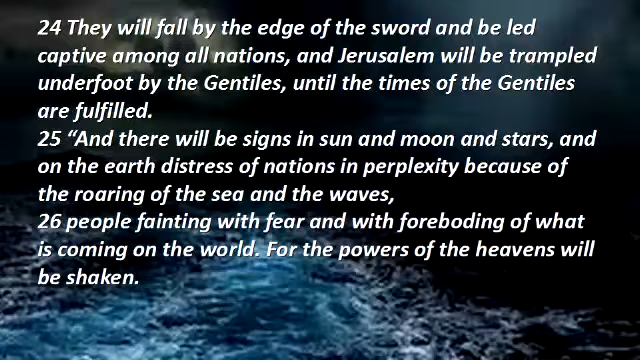 24 They will fall by the edge of the sword and be led
captive among all nations, and Jerusalem will be trampled
underfoot by the Gentiles, until the times of the Gentiles
are fulfilled.
25 “And there will be signs in sun and moon and stars, and
on the earth distress of nations in perplexity because of
the roaring of the sea and the waves,
26 people fainting with fear and with foreboding of what
is coming on the world. For the powers of the heavens will
be shaken.